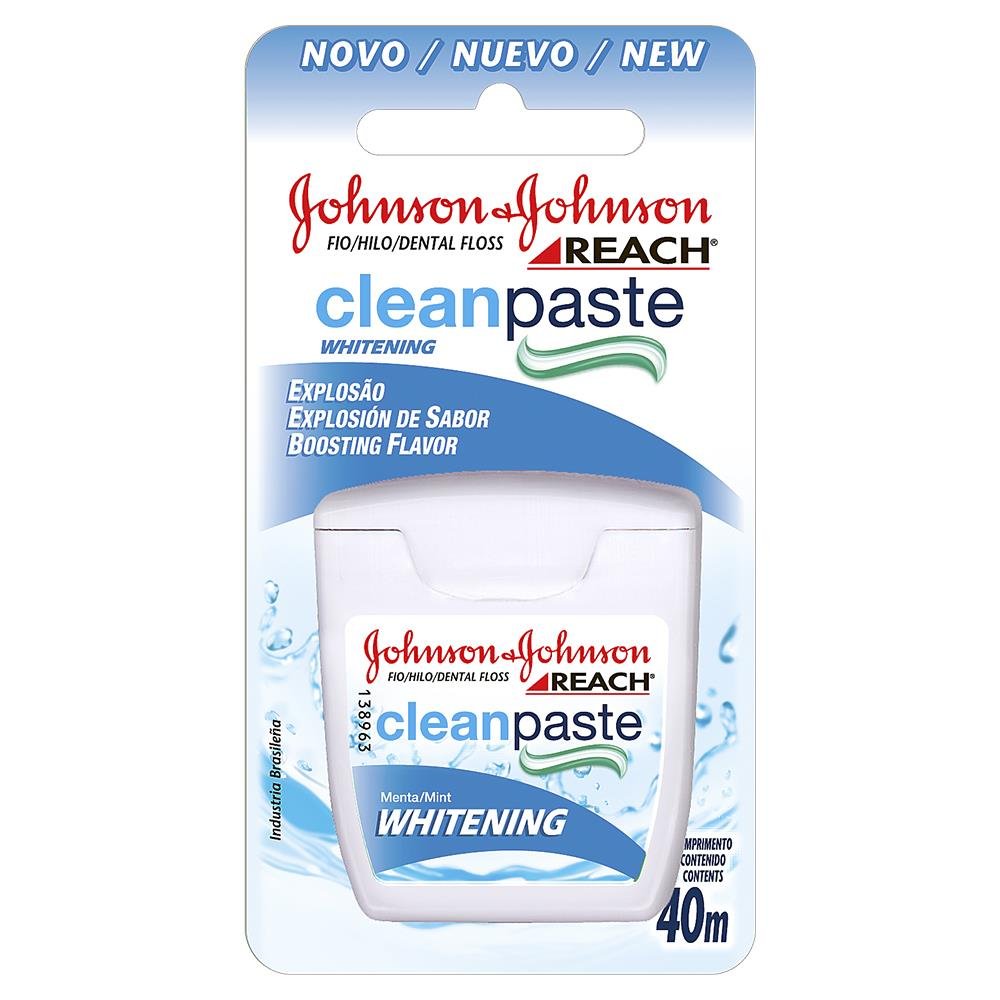 NOVO / NUEVO / NEW
Johnson & Johnson
FIO/HILO/DENTAL FLOSS
REACH®
cleanpaste
WHITENING
EXPLOSÃO
EXPLOSIÓN DE SABOR
BOOSTING FLAVOR
Johnson & Johnson
FIO/HILO/DENTAL FLOSS
REACH®
138963
cleanpaste
Menta/Mint
WHITENING
Industria Brasileña
CONTENIDO
CONTENTS
40m